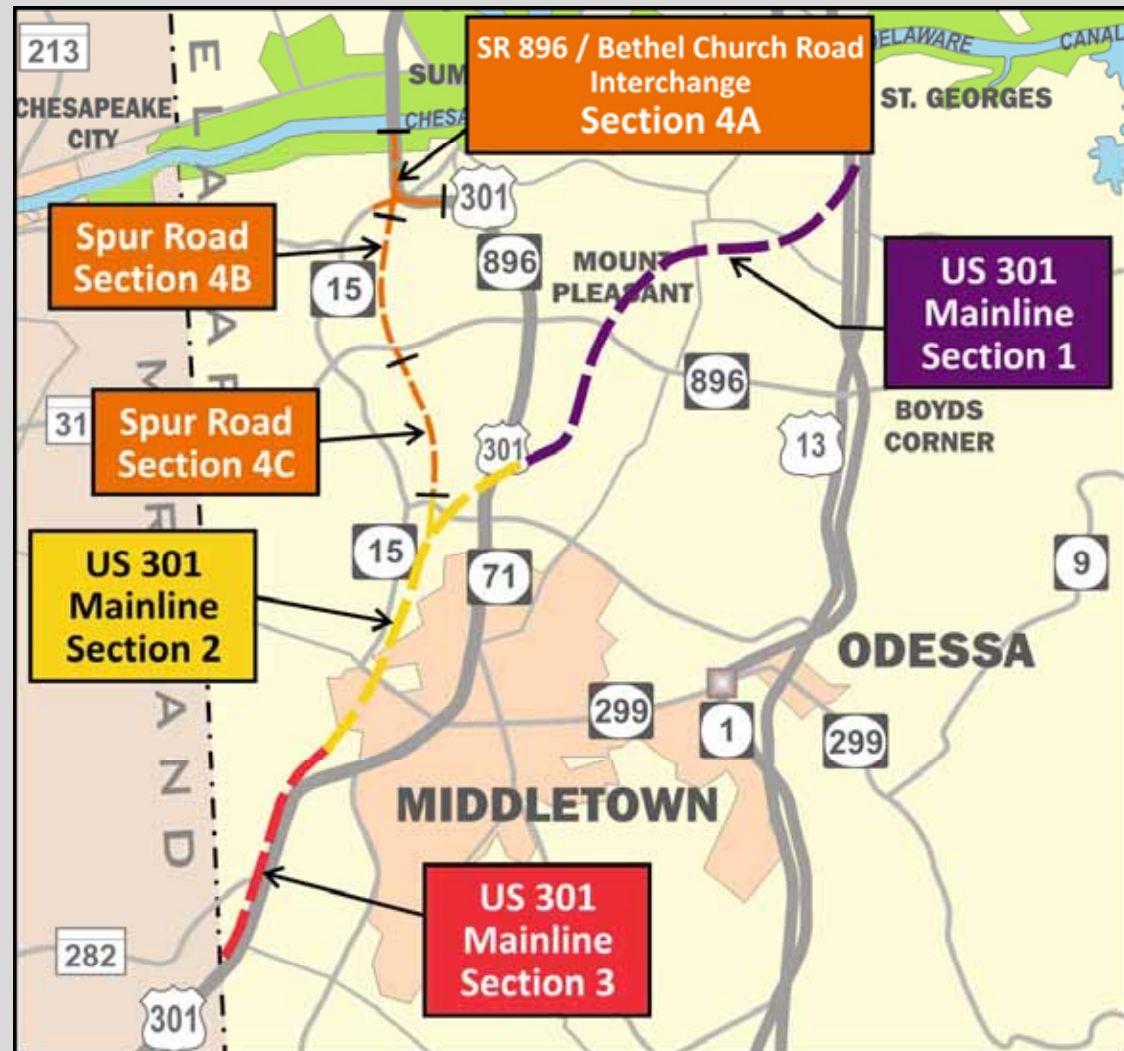 213
CHESAPEAKE
CITY
SR 896 / Bethel Church Road
Interchange
Section 4A
CANAL
ST. GEORGES
301
Spur Road
Section 4B
15
896
MOUNT
PLEASANT
US 301
Mainline
Section 1
896
31
Spur Road
Section 4C
301
13
BOYDS
CORNER
US 301
Mainline
Section 2
15
71
9
ODESSA
299
1
299
MIDDLETOWN
US 301
Mainline
Section 3
282
301